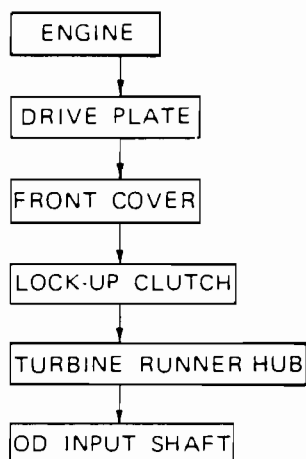 ENGINE
DRIVE PLATE
FRONT COVER
LOCK-UP CLUTCH
TURBINE RUNNER HUB
OD INPUT SHAFT